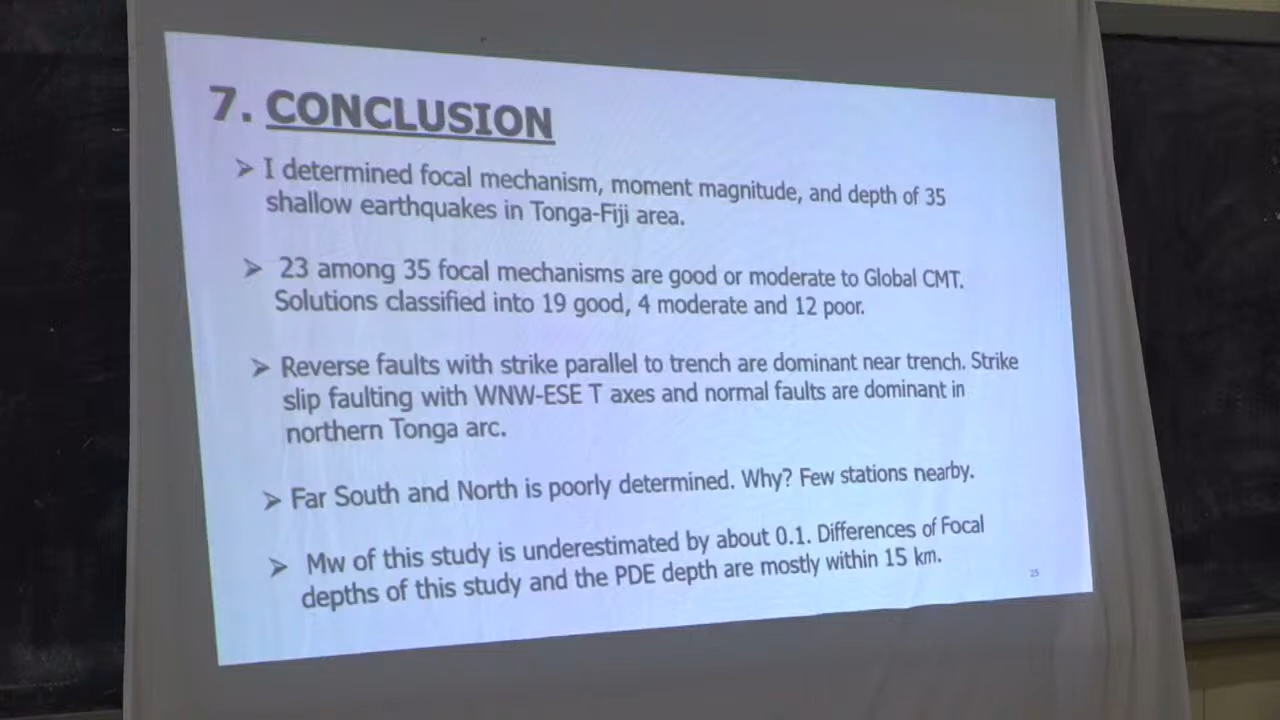 7. CONCLUSION
➢ I determined focal mechanism, moment magnitude, and depth of 35
shallow earthquakes in Tonga-Fiji area.
➢ 23 among 35 focal mechanisms are good or moderate to Global CMT.
Solutions classified into 19 good, 4 moderate and 12 poor.
➢ Reverse faults with strike parallel to trench are dominant near trench. Strike
slip faulting with WNW-ESE T axes and normal faults are dominant in
northern Tonga arc.
➢ Far South and North is poorly determined. Why? Few stations nearby.
➢ Mw of this study is underestimated by about 0.1. Differences of Focal
depths of this study and the PDE depth are mostly within 15 km.
25